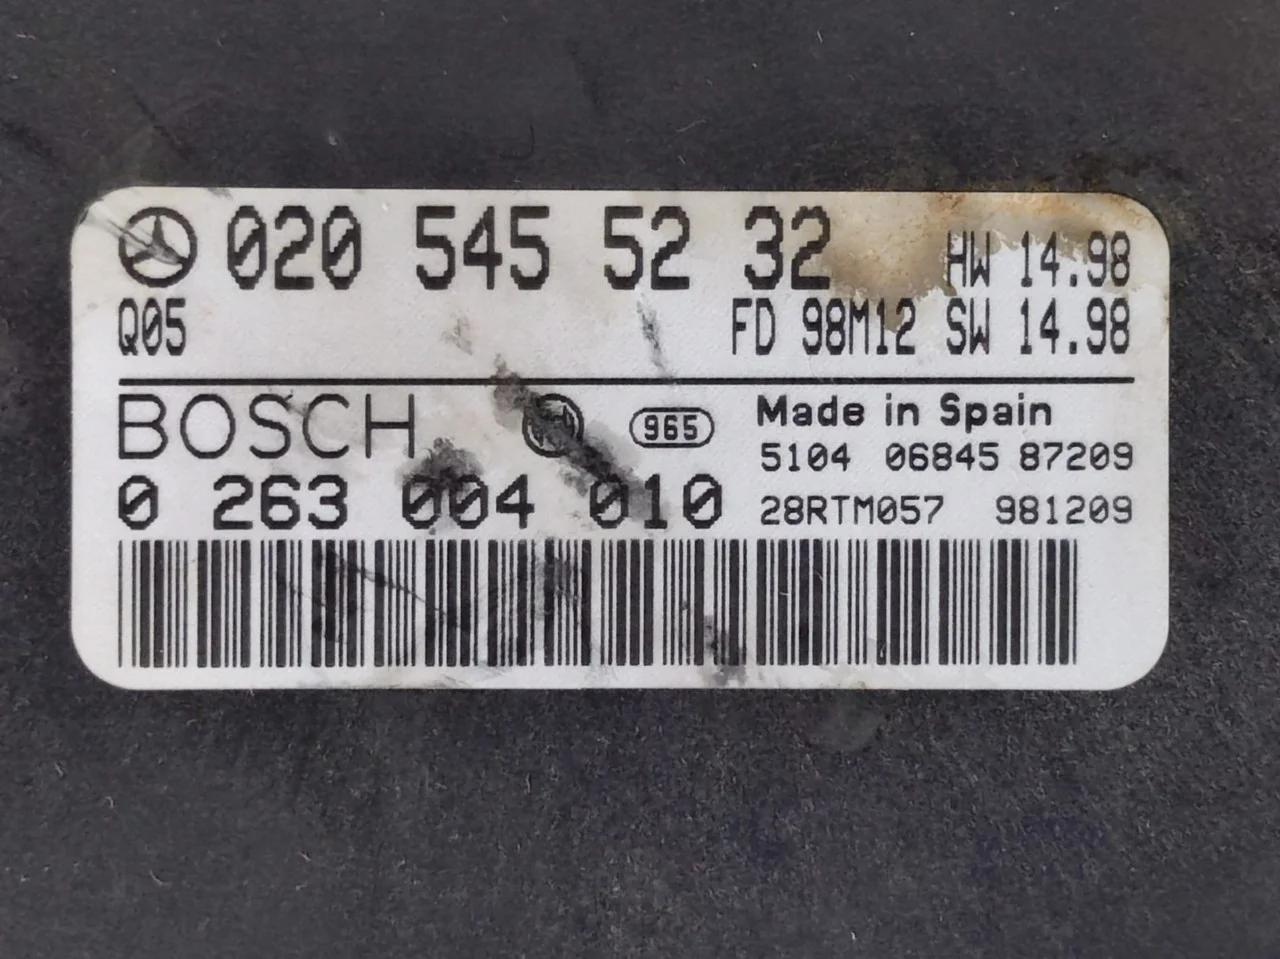 020 545 52 32 HW 14.98
Q05 FD 98M12 SW 14.98
BOSCH 965 Made in Spain
5104 06845 87209
0 263 004 010 28RTM057 981209